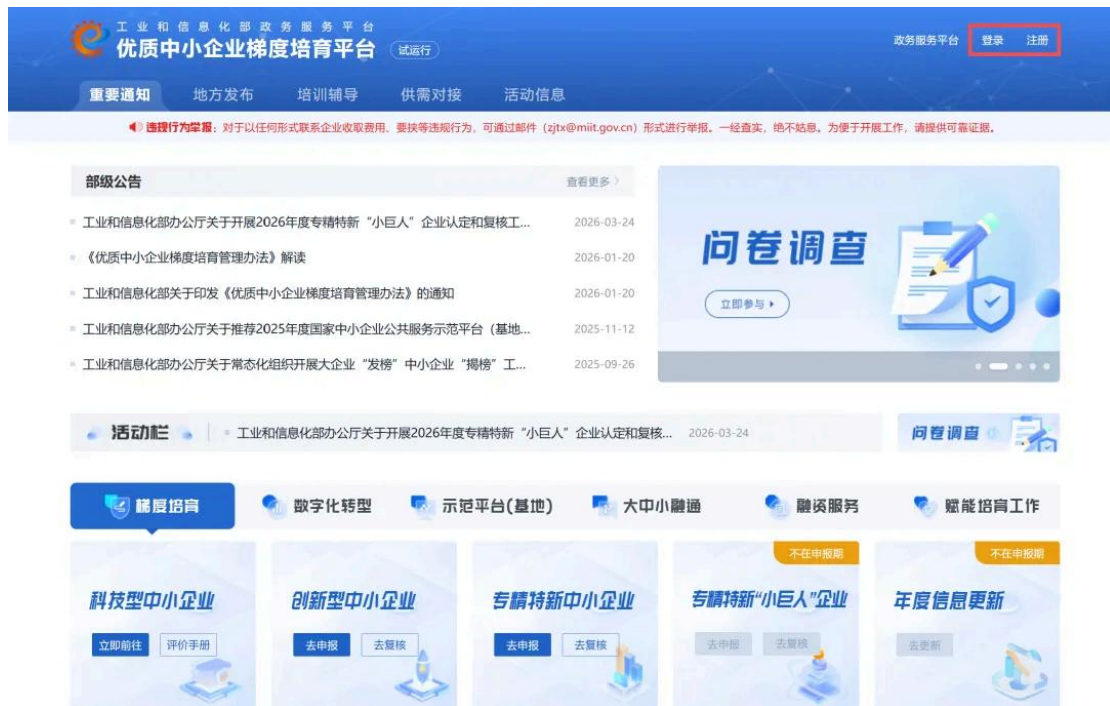 工业和信息化部政务服务平台
优质中小企业梯度培育平台 试运行
政务服务平台 登录 注册
重要通知 地方发布 培训辅导 供需对接 活动信息
违规行为举报：对于以任何形式联系企业收取费用、要挟等违规行为，可通过邮件（zjtx@miit.gov.cn）形式进行举报。一经查实，绝不姑息。为便于开展工作，请提供可靠证据。
部级公告 查看更多
工业和信息化部办公厅关于开展2026年度专精特新“小巨人”企业认定和复核工... 2026-03-24
《优质中小企业梯度培育管理办法》解读 2026-01-20
工业和信息化部关于印发《优质中小企业梯度培育管理办法》的通知 2026-01-20
工业和信息化部办公厅关于推荐2025年度国家中小企业公共服务示范平台（基地... 2025-11-12
工业和信息化部办公厅关于常态化组织开展大企业“发榜”中小企业“揭榜”工... 2025-09-26
问卷调查
立即参与
活动栏 工业和信息化部办公厅关于开展2026年度专精特新“小巨人”企业认定和复核... 2026-03-24
问卷调查
梯度培育 数字化转型 示范平台(基地) 大中小融通 融资服务 赋能培育工作
不在申报期 不在申报期
科技型中小企业 创新型中小企业 专精特新中小企业 专精特新“小巨人”企业 年度信息更新
立即前往 评价手册 去申报 去复核 去申报 去复核 去申报 去复核 去更新